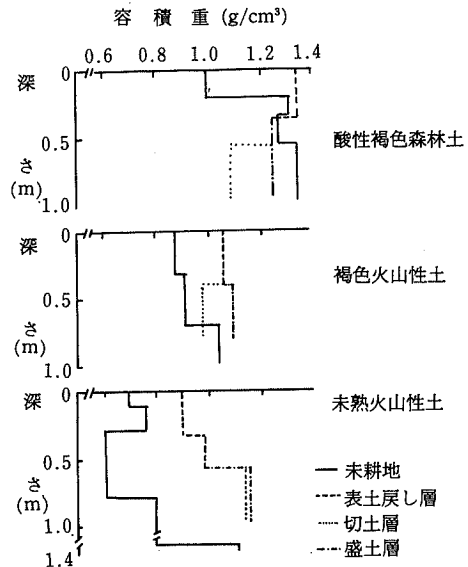 容積重 (g/cm³)
0.6 0.8 1.0 1.2 1.4
深さ(m)
0
0.5
1.0
酸性褐色森林土
深さ(m)
0
0.5
1.0
褐色火山性土
深さ(m)
0
0.5
1.0
1.4
未熟火山性土
未耕地
表土戻し層
切土層
盛土層